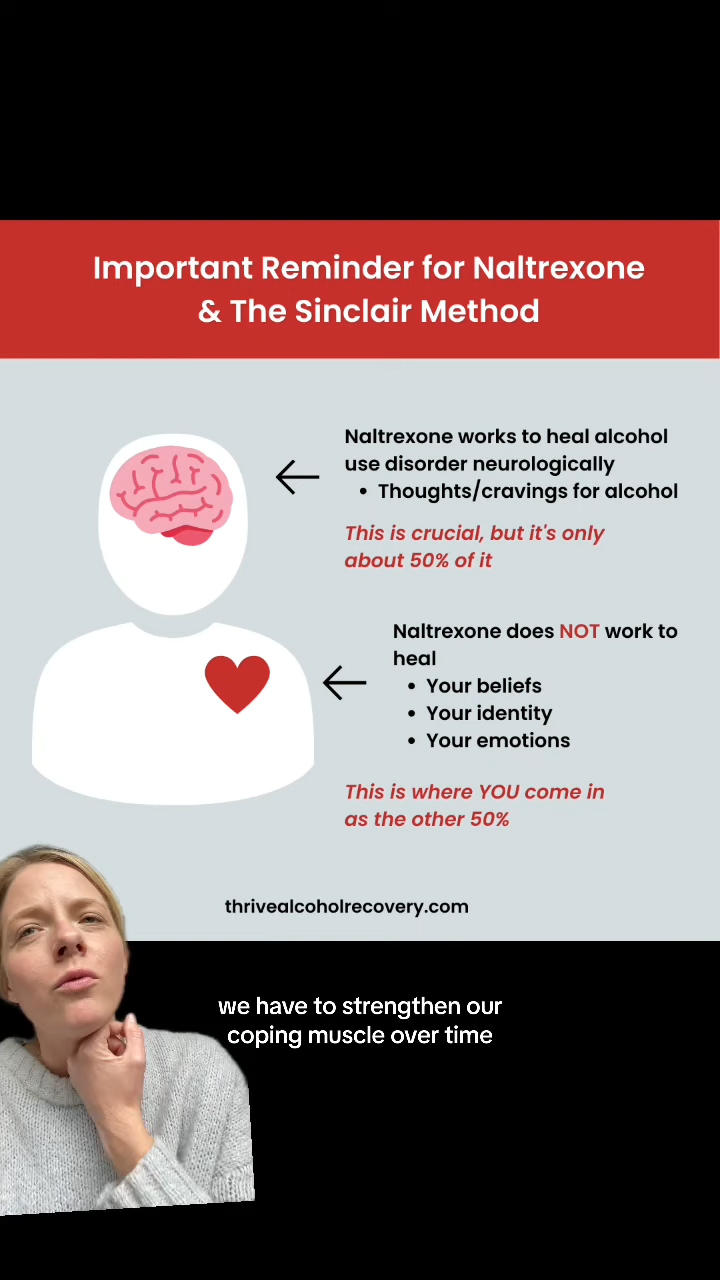 Important Reminder for Naltrexone
& The Sinclair Method
Naltrexone works to heal alcohol
use disorder neurologically
• Thoughts/cravings for alcohol
This is crucial, but it's only
about 50% of it
Naltrexone does NOT work to
heal
• Your beliefs
• Your identity
• Your emotions
This is where YOU come in
as the other 50%
thrivealcoholrecovery.com
we have to strengthen our
coping muscle over time